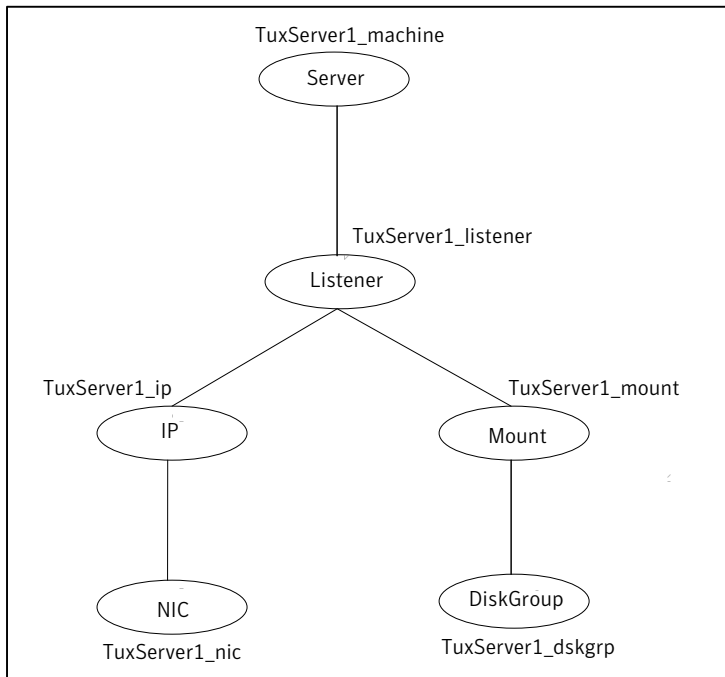 TuxServer1_machine
Server
TuxServer1_listener
Listener
TuxServer1_ip
TuxServer1_mount
IP
Mount
NIC
DiskGroup
TuxServer1_nic
TuxServer1_dskgrp